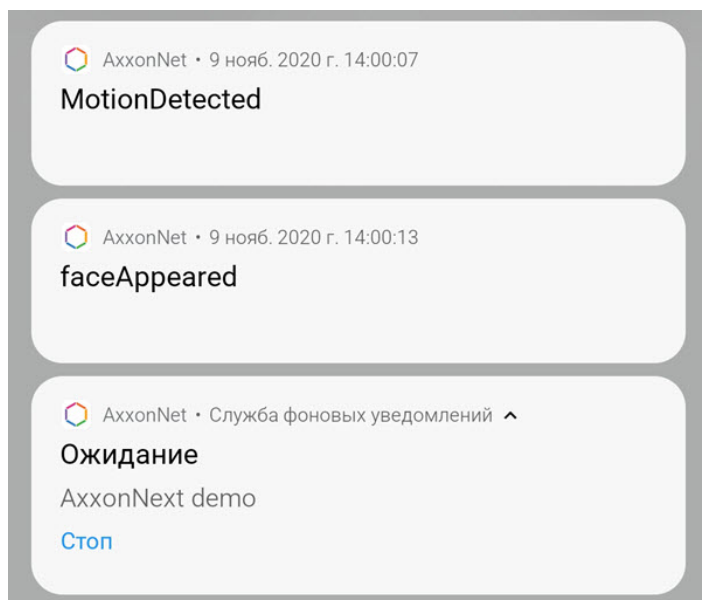 AxxonNet • 9 нояб. 2020 г. 14:00:07
MotionDetected
AxxonNet • 9 нояб. 2020 г. 14:00:13
faceAppeared
AxxonNet • Служба фоновых уведомлений
Ожидание
AxxonNext demo
Стоп